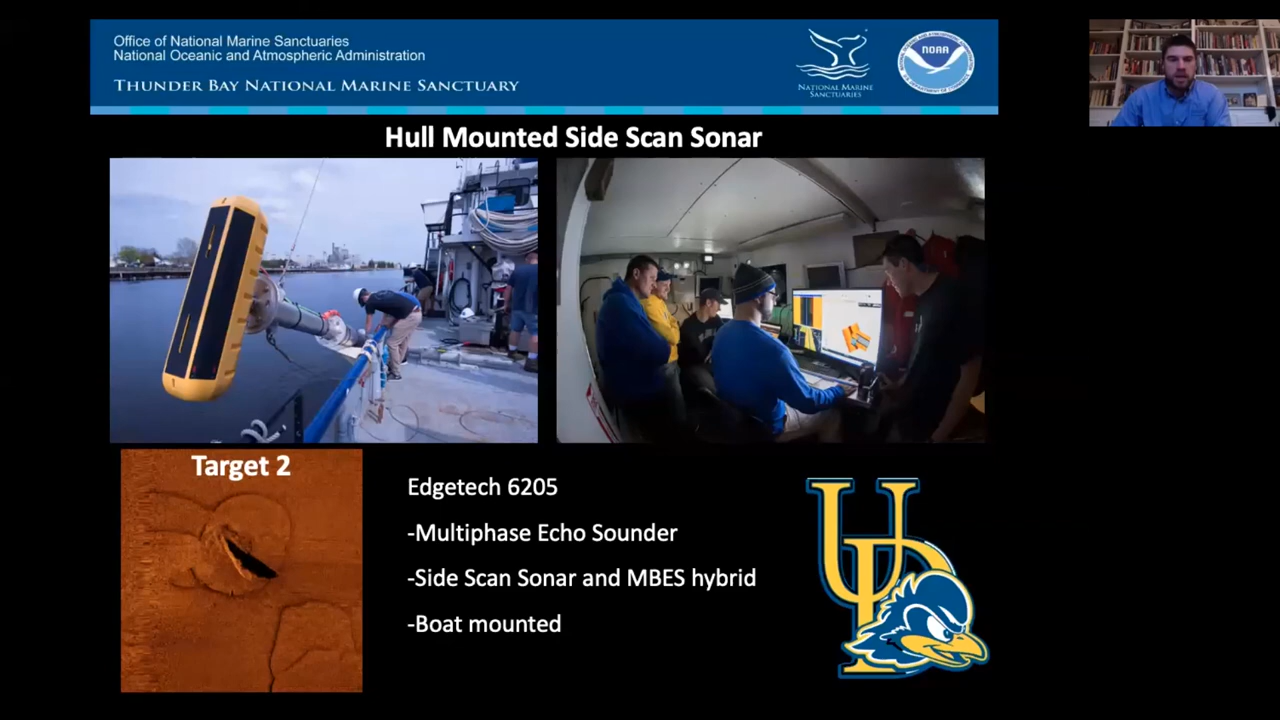 Office of National Marine Sanctuaries
National Oceanic and Atmospheric Administration
THUNDER BAY NATIONAL MARINE SANCTUARY
NATIONAL MARINE
SANCTUARIES
NOAA
Hull Mounted Side Scan Sonar
Target 2
Edgetech 6205
-Multiphase Echo Sounder
-Side Scan Sonar and MBES hybrid
-Boat mounted
UD